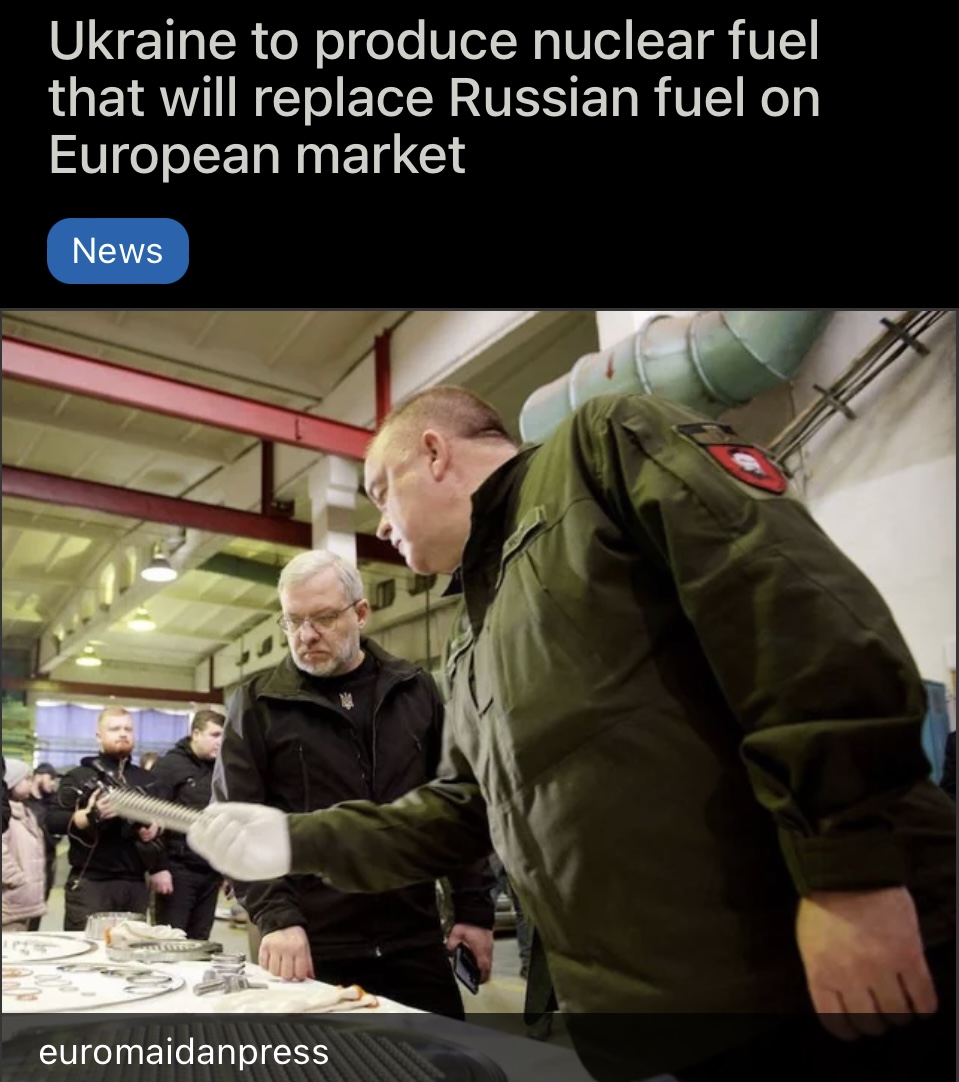 Ukraine to produce nuclear fuel
that will replace Russian fuel on
European market
News
euromaidanpress